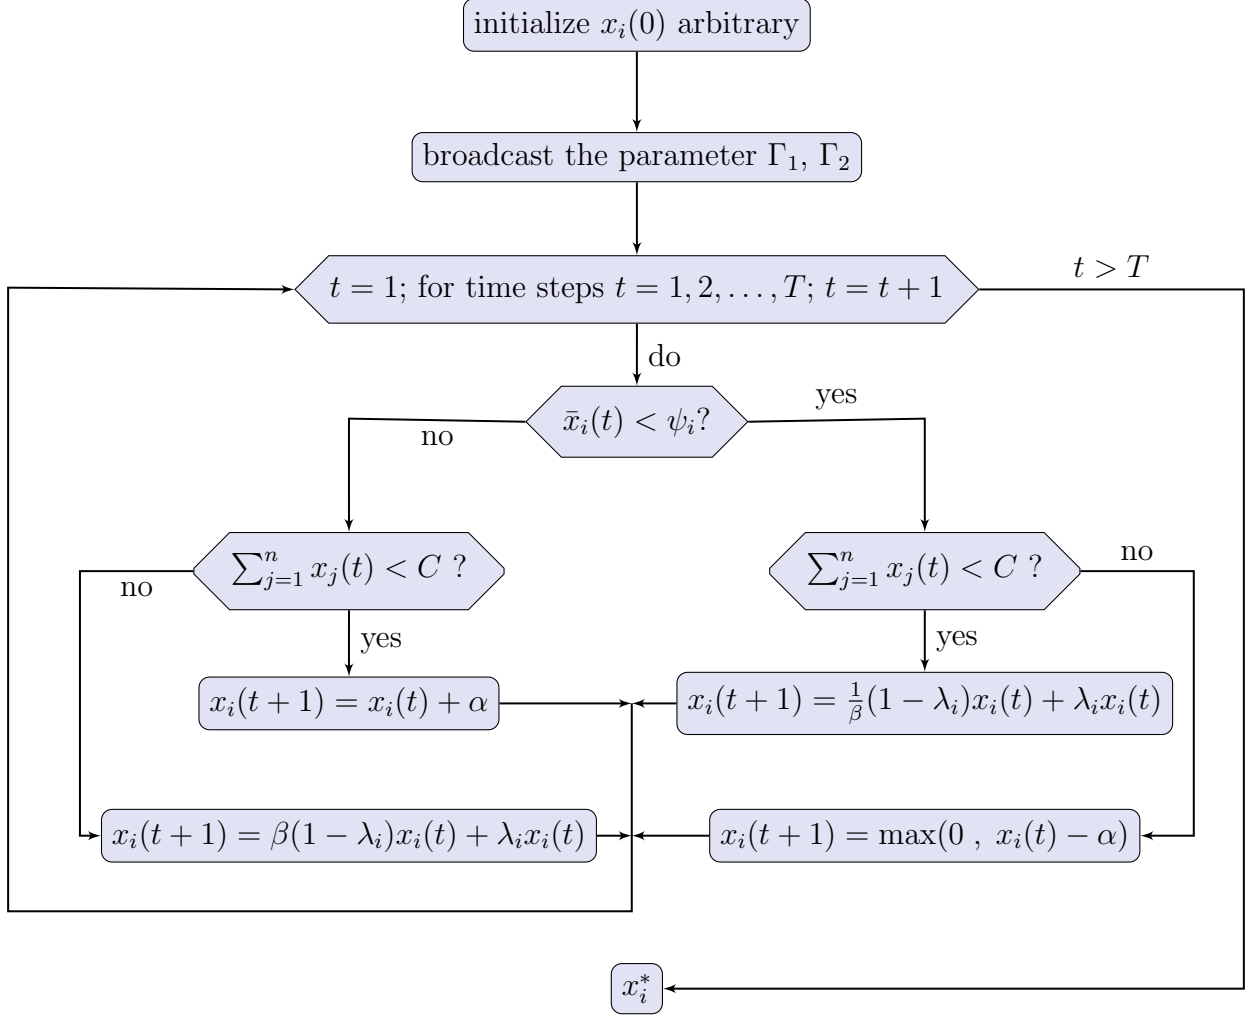 initialize $x_i(0)$ arbitrary
broadcast the parameter $\Gamma_1$, $\Gamma_2$
$t = 1$; for time steps $t = 1, 2, \ldots, T$; $t = t + 1$
$t > T$
do
$\bar{x}_i(t) < \psi_i$?
yes
no
$\sum_{j=1}^{n} x_j(t) < C$ ?
$\sum_{j=1}^{n} x_j(t) < C$ ?
no
no
yes
yes
$x_i(t+1) = x_i(t) + \alpha$
$x_i(t+1) = \frac{1}{\beta}(1 - \lambda_i)x_i(t) + \lambda_i x_i(t)$
$x_i(t+1) = \beta(1 - \lambda_i)x_i(t) + \lambda_i x_i(t)$
$x_i(t+1) = \max(0 \ , \ x_i(t) - \alpha)$
$x_i^*$